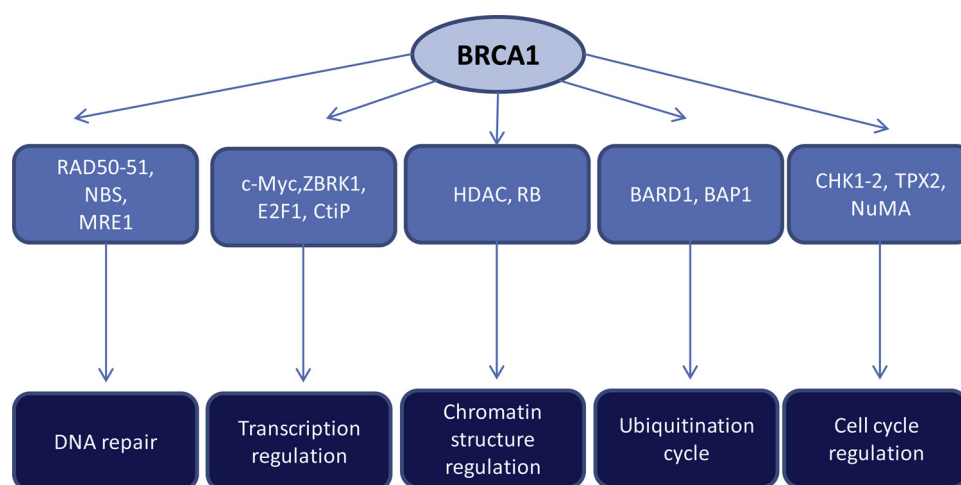 BRCA1
RAD50-51,
NBS,
MRE1
c-Myc,ZBRK1,
E2F1, CtiP
HDAC, RB
BARD1, BAP1
CHK1-2, TPX2,
NuMA
DNA repair
Transcription
regulation
Chromatin
structure
regulation
Ubiquitination
cycle
Cell cycle
regulation